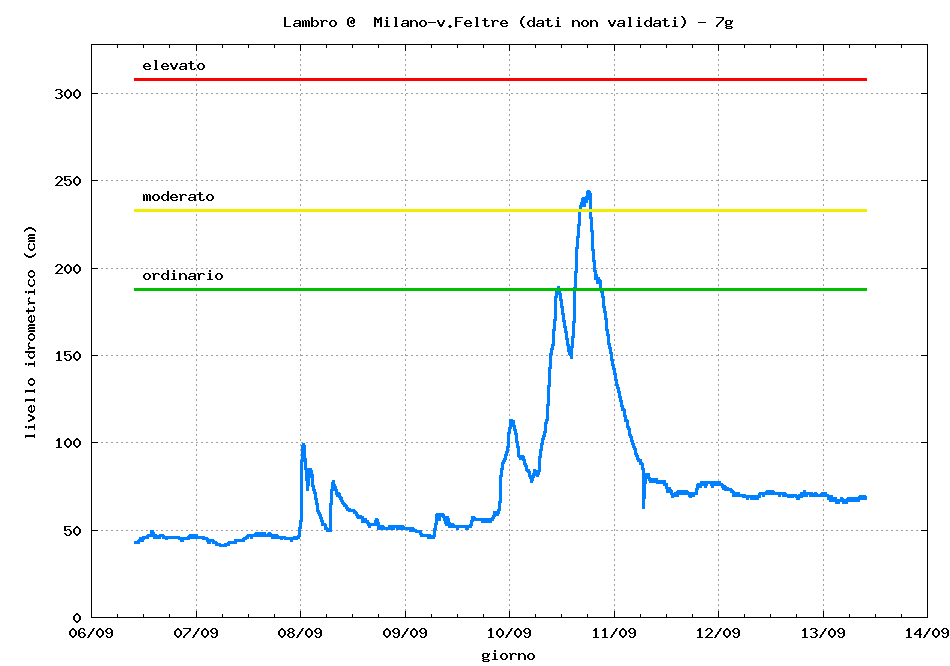 Lambro @  Milano-v.Feltre (dati non validati) - 7g
elevato
300
250
moderato
200
ordinario
livello idrometrico (cm)
150
100
50
0
06/09 07/09 08/09 09/09 10/09 11/09 12/09 13/09 14/09
giorno